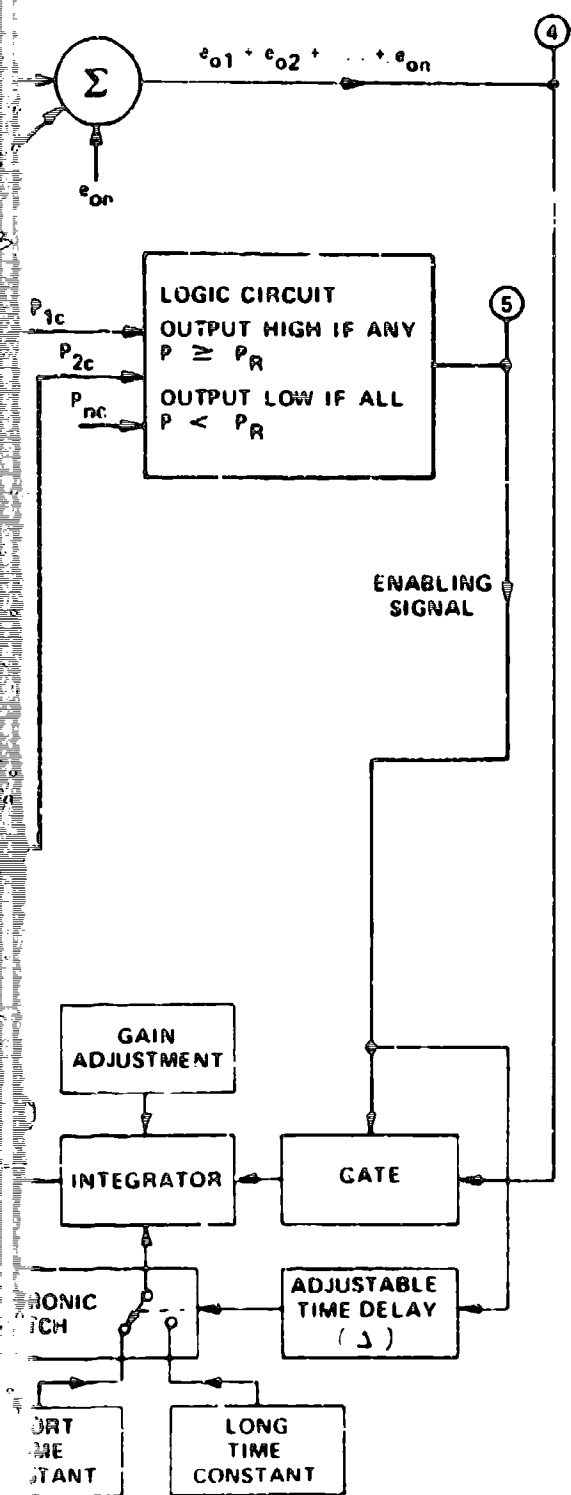 4
e_o1 + e_o2 + ... + e_on
Σ
e_on
5
P_1c
P_2c
P_nc
LOGIC CIRCUIT
OUTPUT HIGH IF ANY
P ≥ P_R
OUTPUT LOW IF ALL
P < P_R
ENABLING
SIGNAL
GAIN
ADJUSTMENT
INTEGRATOR
GATE
ADJUSTABLE
TIME DELAY
LONG
TIME
CONSTANT